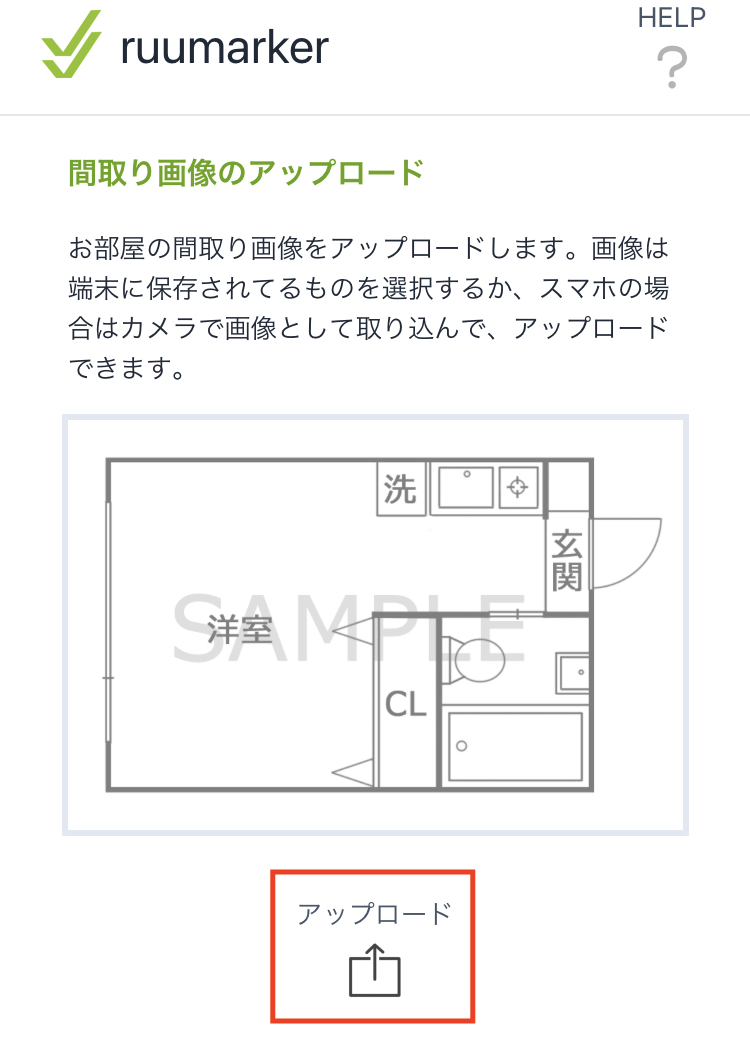 ruumarker
HELP
?
間取り画像のアップロード
お部屋の間取り画像をアップロードします。画像は
端末に保存されてるものを選択するか、スマホの場
合はカメラで画像として取り込んで、アップロード
できます。
洗
玄
関
SAMPLE
洋室
CL
アップロード